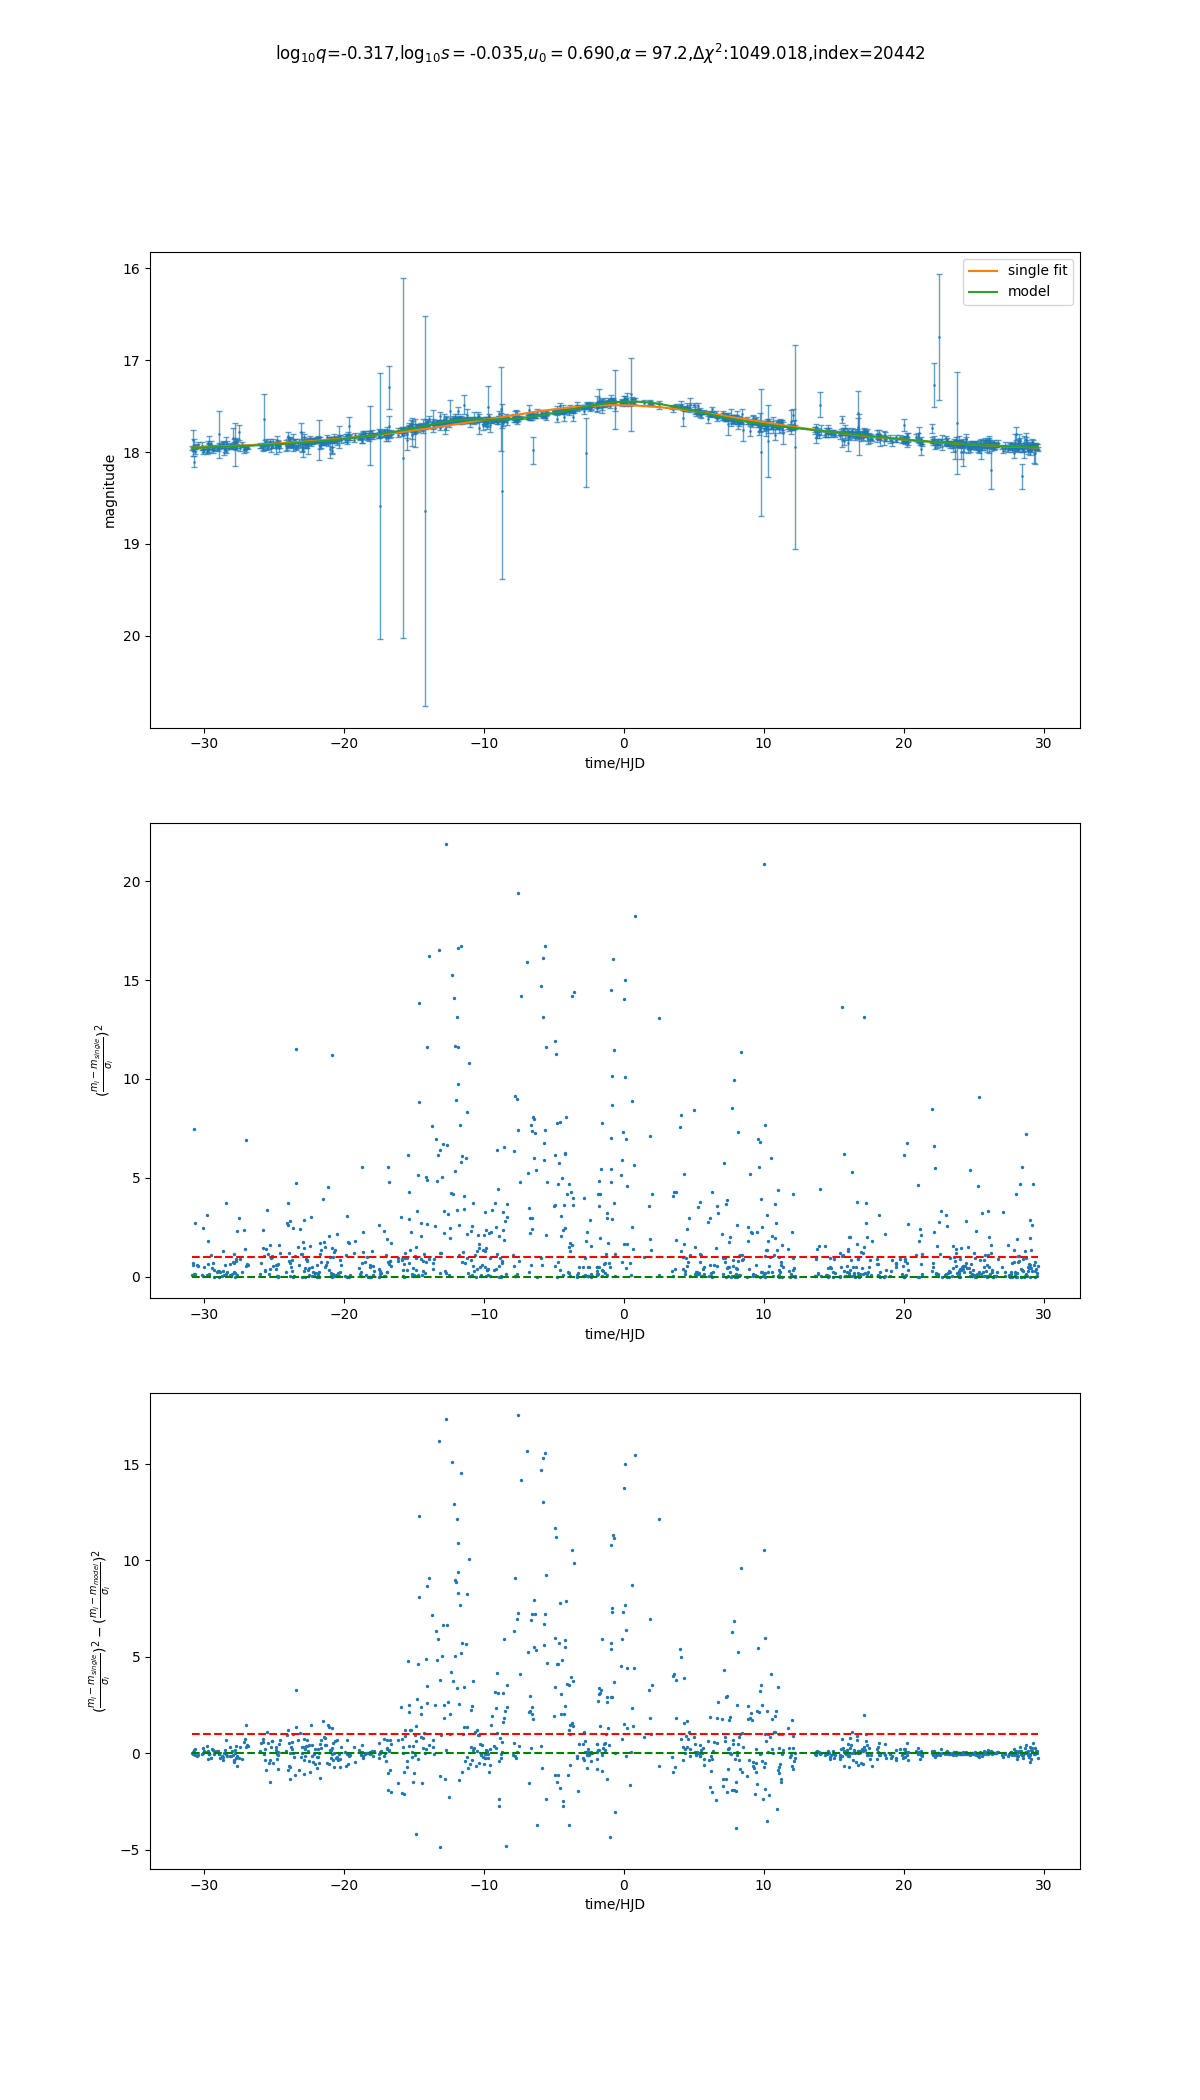 log₁₀q=-0.317,log₁₀s = -0.035,u₀ = 0.690,α = 97.2,Δχ²:1049.018,index=20442
16
17
18
19
20
magnitude
single fit
model
−30 −20 −10 0 10 20 30
time/HJD
20
15
10
5
0
((mᵢ − m_single)/σᵢ)²
−30 −20 −10 0 10 20 30
time/HJD
15
10
5
0
−5
((mᵢ − m_single)/σᵢ)² − ((mᵢ − m_model)/σᵢ)²
−30 −20 −10 0 10 20 30
time/HJD